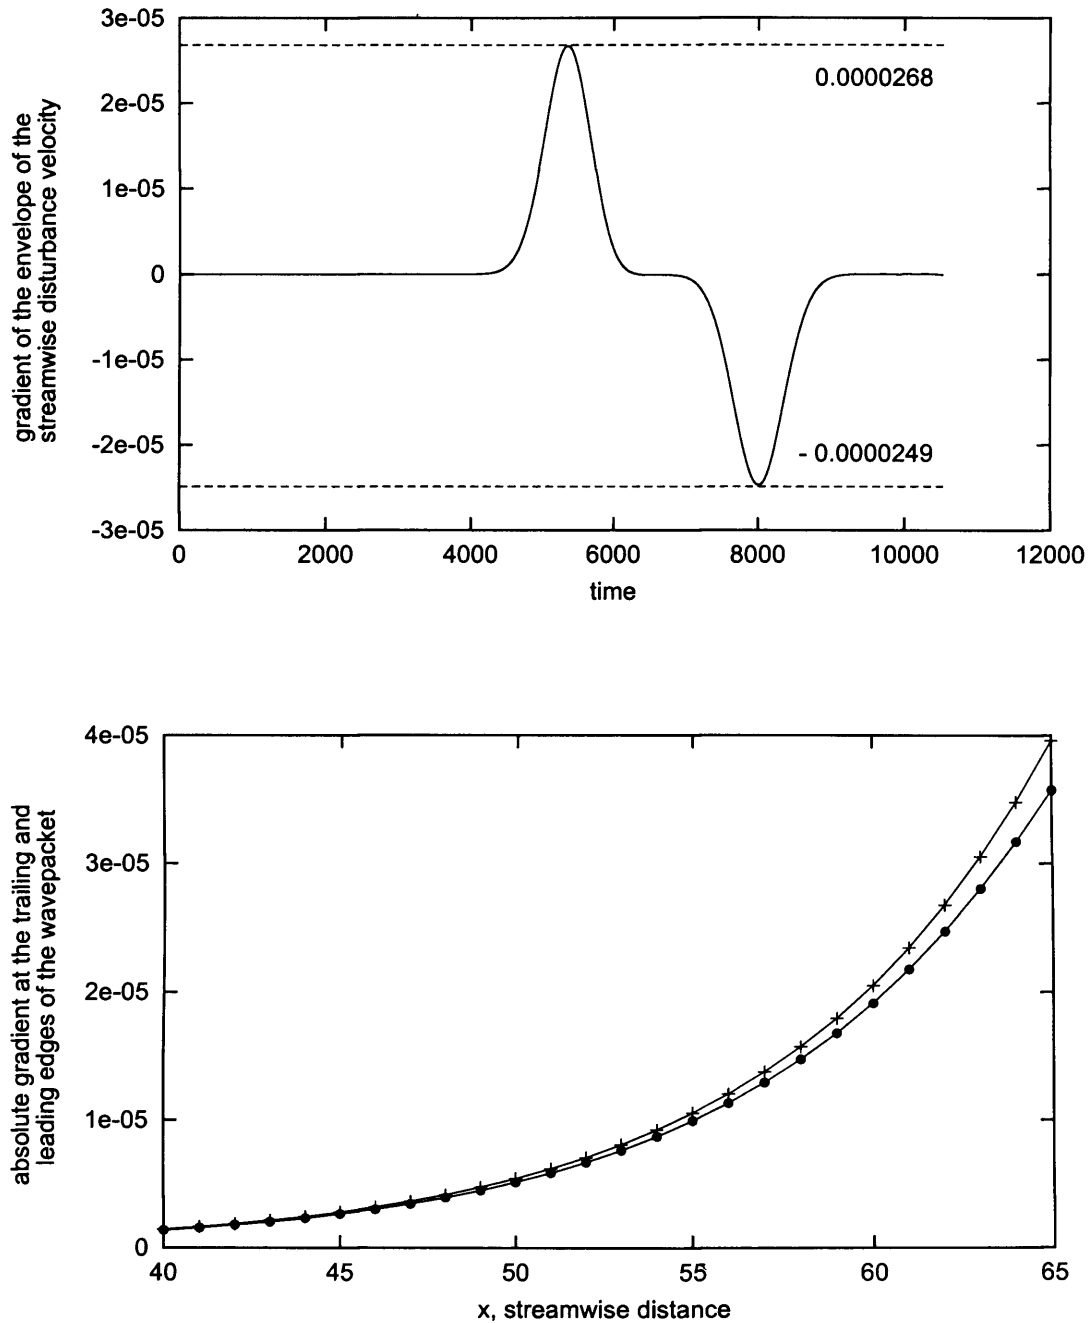 gradient of the envelope of the
streamwise disturbance velocity
3e-05
2e-05
1e-05
0
-1e-05
-2e-05
-3e-05
0.0000268
- 0.0000249
0 2000 4000 6000 8000 10000 12000
time
absolute gradient at the trailing and
leading edges of the wavepacket
4e-05
3e-05
2e-05
1e-05
0
40 45 50 55 60 65
x, streamwise distance